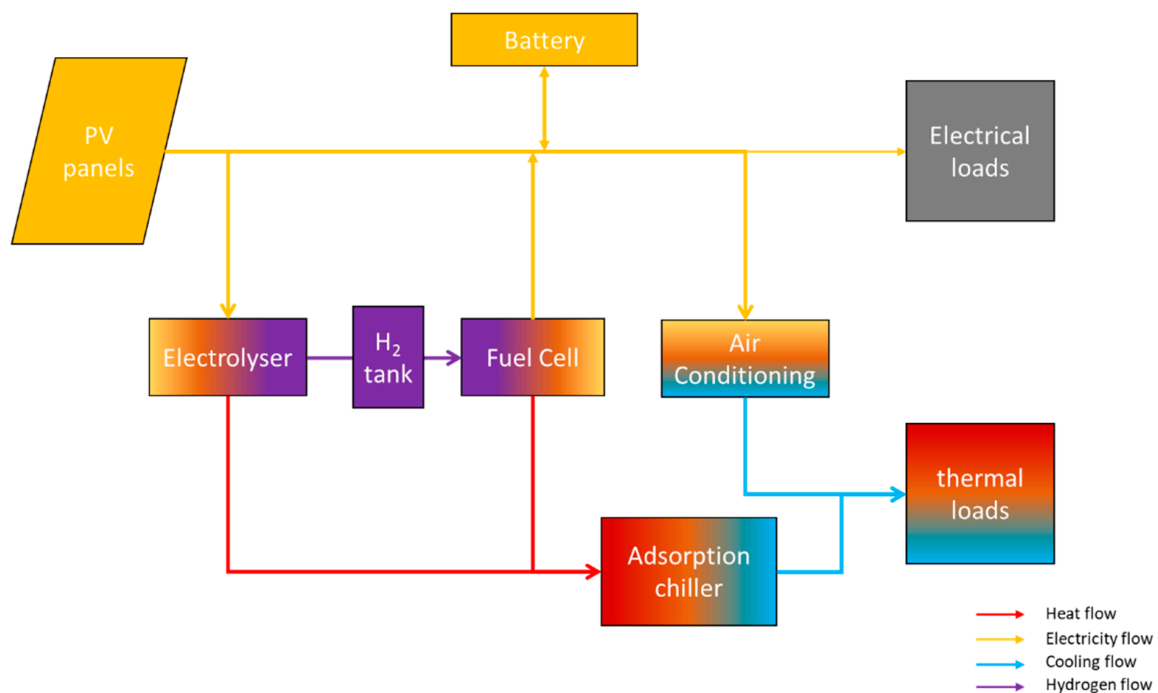 Battery
PV
panels
Electrical
loads
Electrolyser
H₂
tank
Fuel Cell
Air
Conditioning
thermal
loads
Adsorption
chiller
Heat flow
Electricity flow
Cooling flow
Hydrogen flow